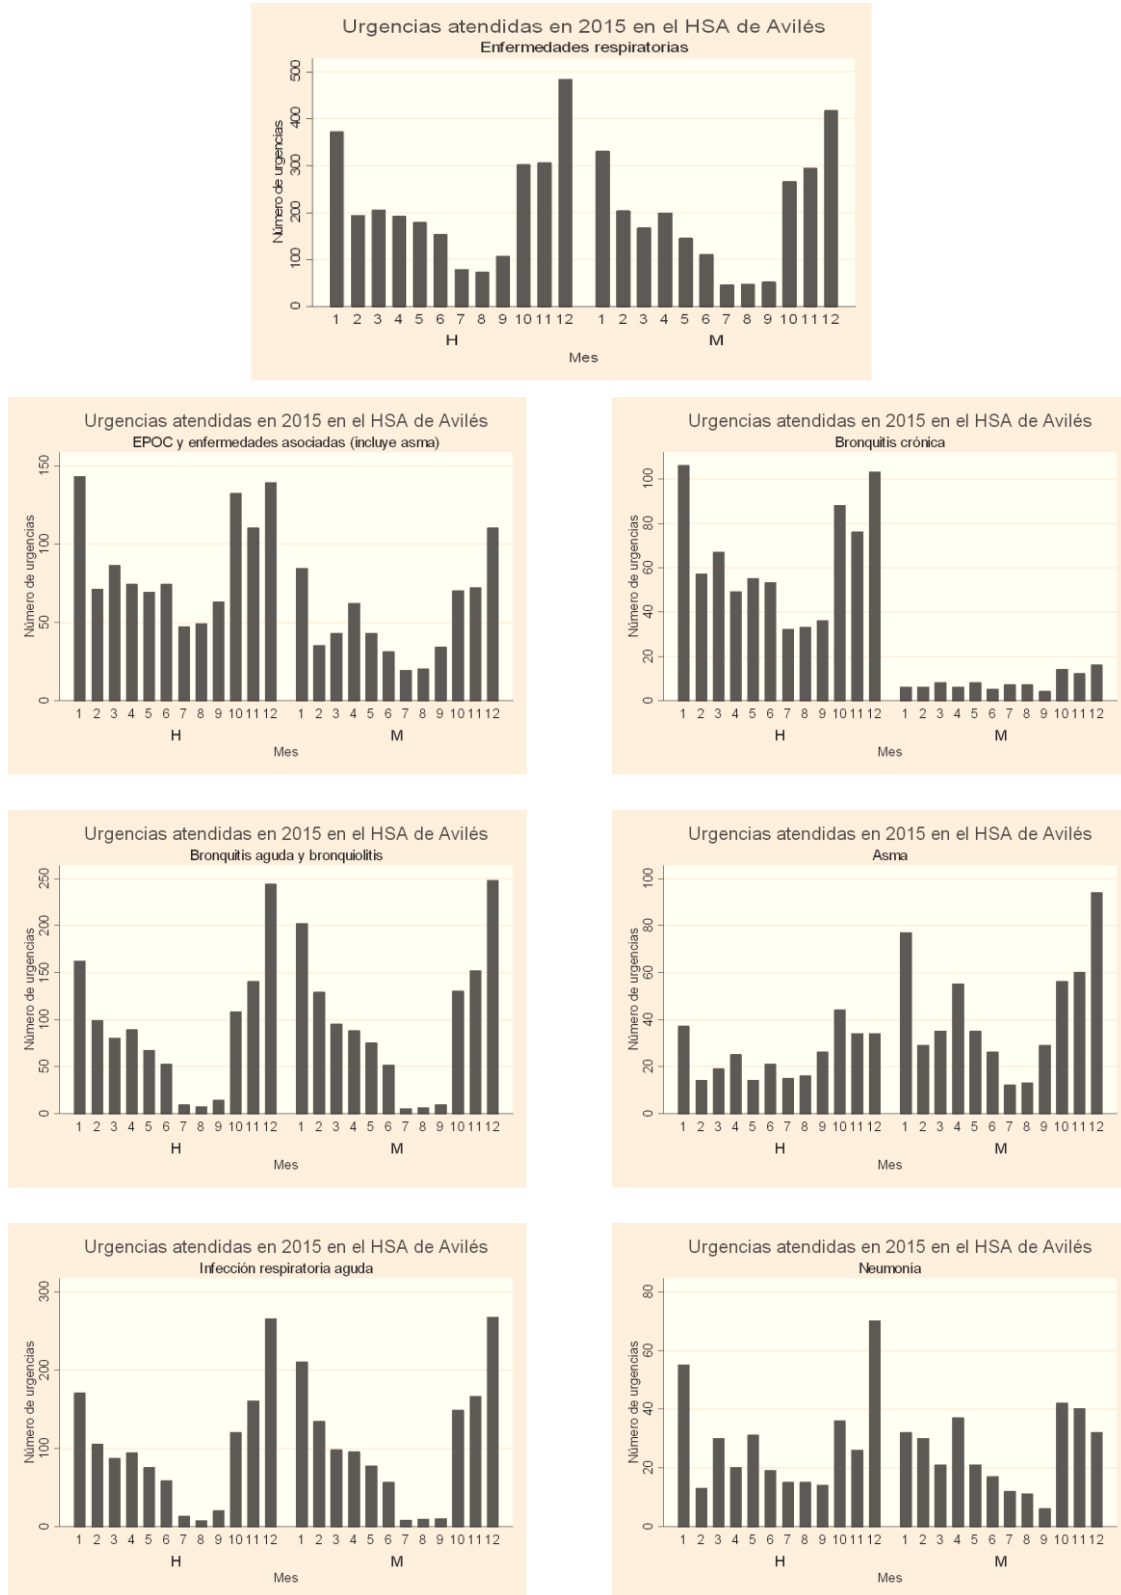 Urgencias atendidas en 2015 en el HSA de Avilés
Enfermedades respiratorias
Número de urgencias
500
400
300
200
100
0
1 2 3 4 5 6 7 8 9 10 11 12 1 2 3 4 5 6 7 8 9 10 11 12
H M
Mes
Urgencias atendidas en 2015 en el HSA de Avilés
EPOC y enfermedades asociadas (incluye asma)
Número de urgencias
150
100
50
0
1 2 3 4 5 6 7 8 9 10 11 12 1 2 3 4 5 6 7 8 9 10 11 12
H M
Mes
Urgencias atendidas en 2015 en el HSA de Avilés
Bronquitis crónica
Número de urgencias
100
80
60
40
20
0
1 2 3 4 5 6 7 8 9 10 11 12 1 2 3 4 5 6 7 8 9 10 11 12
H M
Mes
Urgencias atendidas en 2015 en el HSA de Avilés
Bronquitis aguda y bronquiolitis
Número de urgencias
250
200
150
100
50
0
1 2 3 4 5 6 7 8 9 10 11 12 1 2 3 4 5 6 7 8 9 10 11 12
H M
Mes
Urgencias atendidas en 2015 en el HSA de Avilés
Asma
Número de urgencias
100
80
60
40
20
0
1 2 3 4 5 6 7 8 9 10 11 12 1 2 3 4 5 6 7 8 9 10 11 12
H M
Mes
Urgencias atendidas en 2015 en el HSA de Avilés
Infección respiratoria aguda
Número de urgencias
300
200
100
0
1 2 3 4 5 6 7 8 9 10 11 12 1 2 3 4 5 6 7 8 9 10 11 12
H M
Mes
Urgencias atendidas en 2015 en el HSA de Avilés
Neumonía
Número de urgencias
80
60
40
20
0
1 2 3 4 5 6 7 8 9 10 11 12 1 2 3 4 5 6 7 8 9 10 11 12
H M
Mes